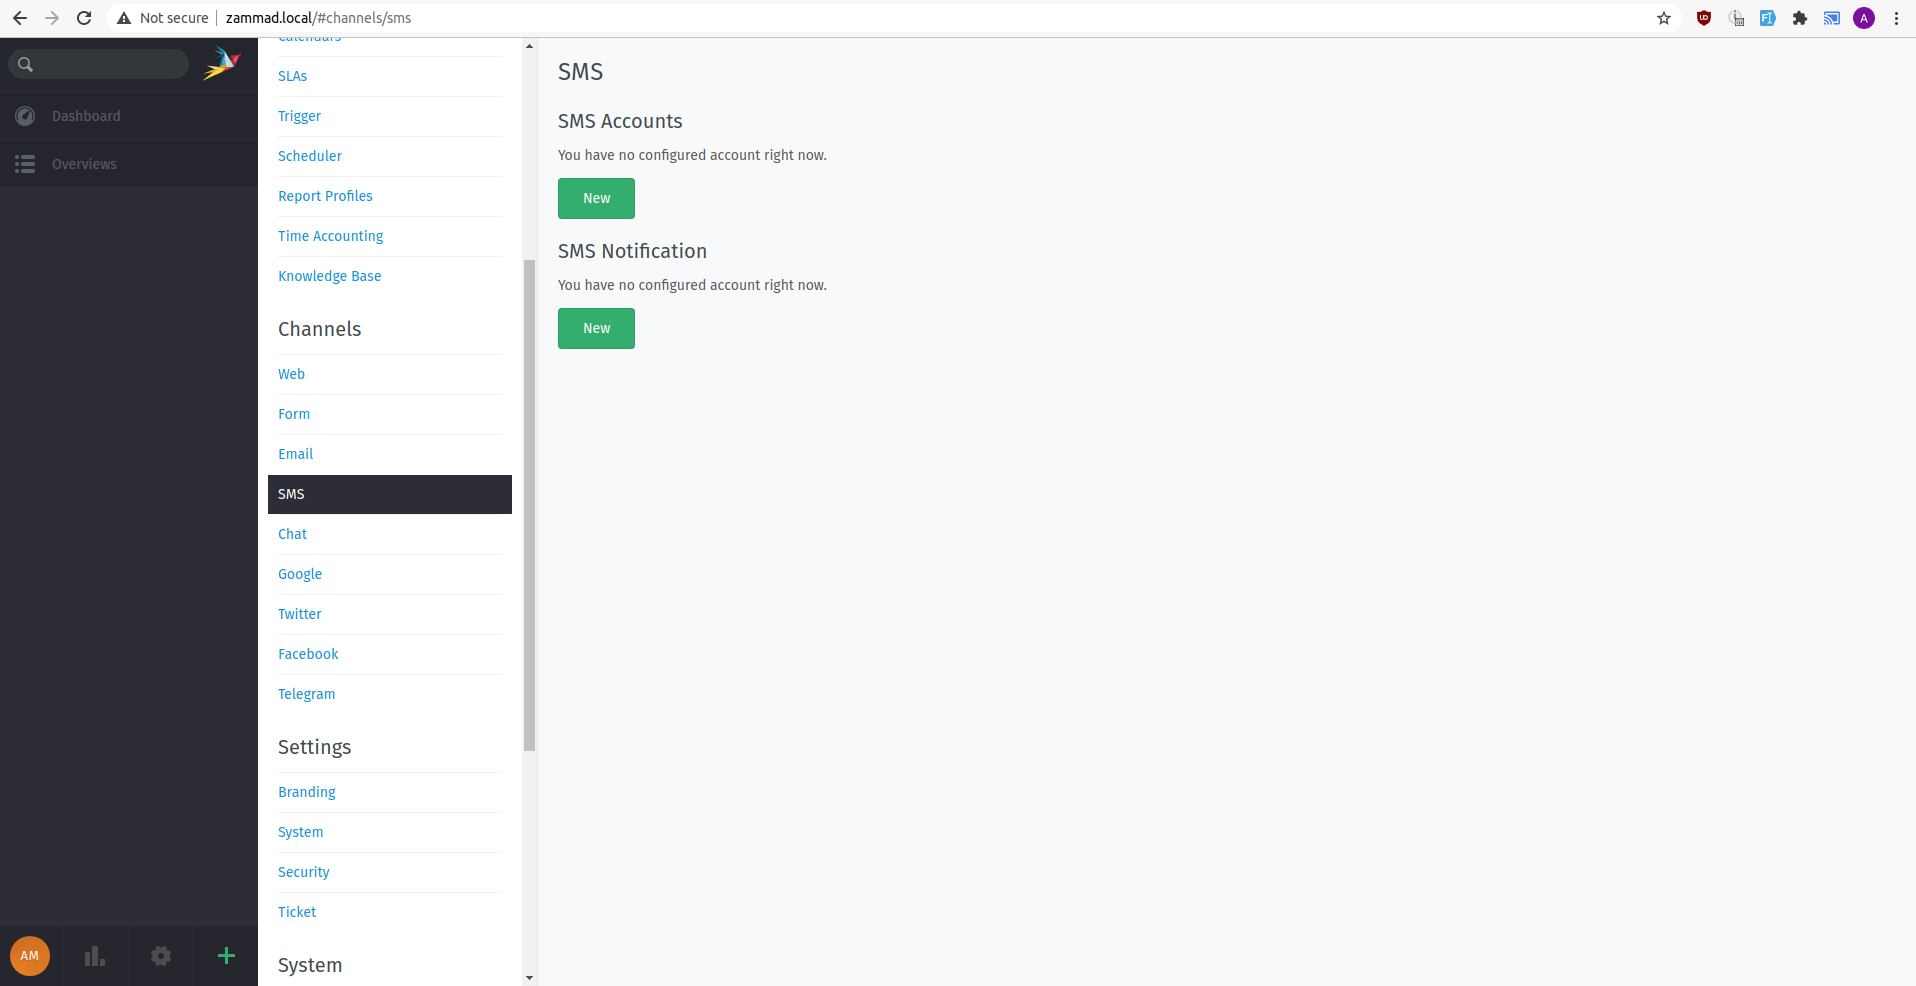 Not secure
zammad.local/#channels/sms
UD
F
A
Dashboard
Overviews
AM
Calendars
SLAs
Trigger
Scheduler
Report Profiles
Time Accounting
Knowledge Base
Channels
Web
Form
Email
SMS
Chat
Google
Twitter
Facebook
Telegram
Settings
Branding
System
Security
Ticket
System
SMS
SMS Accounts
You have no configured account right now.
New
SMS Notification
You have no configured account right now.
New